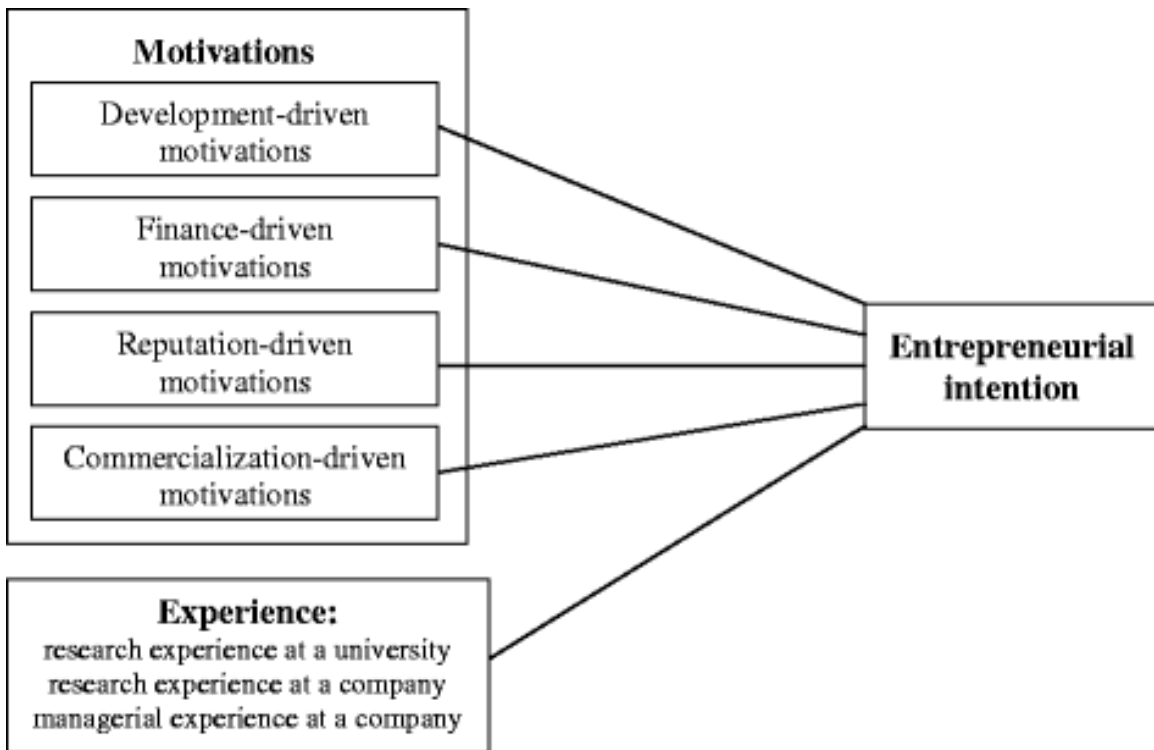 Motivations
Development-driven
motivations
Finance-driven
motivations
Reputation-driven
motivations
Commercialization-driven
motivations
Entrepreneurial
intention
Experience:
research experience at a university
research experience at a company
managerial experience at a company